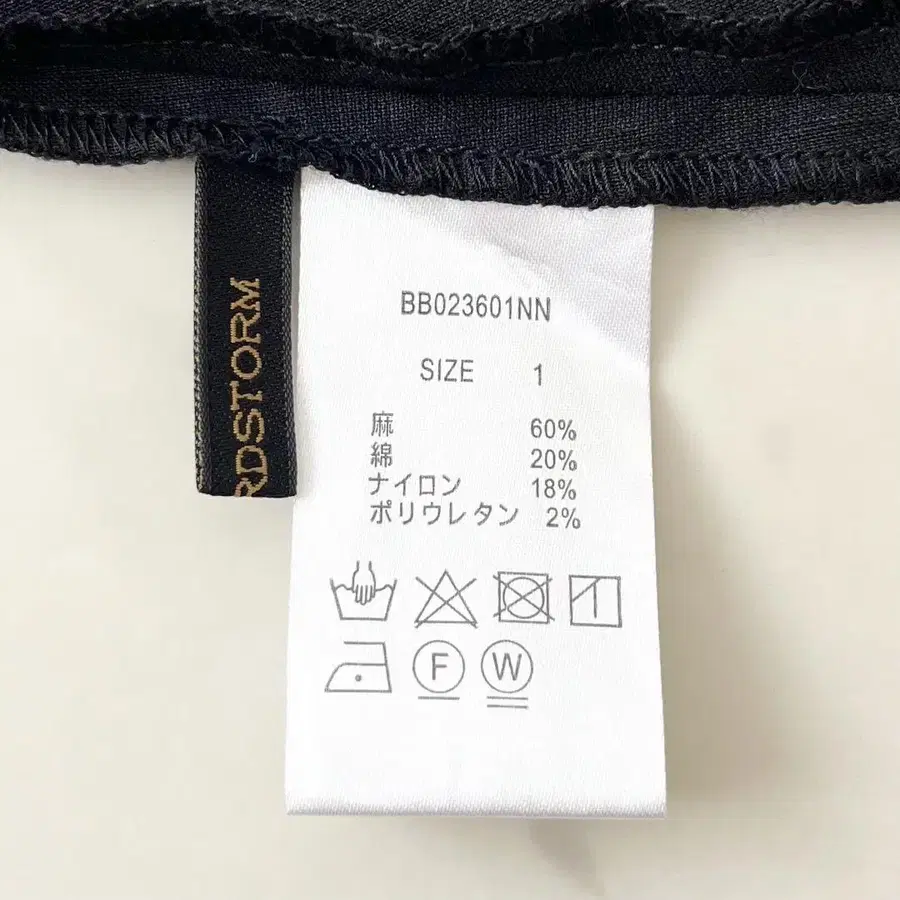 RDSTORM
BB023601NN
SIZE 1
麻 60%
綿 20%
ナイロン 18%
ポリウレタン 2%
F
W